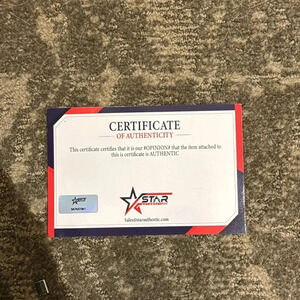 CERTIFICATE
OF AUTHENTICITY
This certificate certifies that it is our #OPINION# that the item attached to
this is certificate is AUTHENTIC
STAR
Sales@starauthentic.com